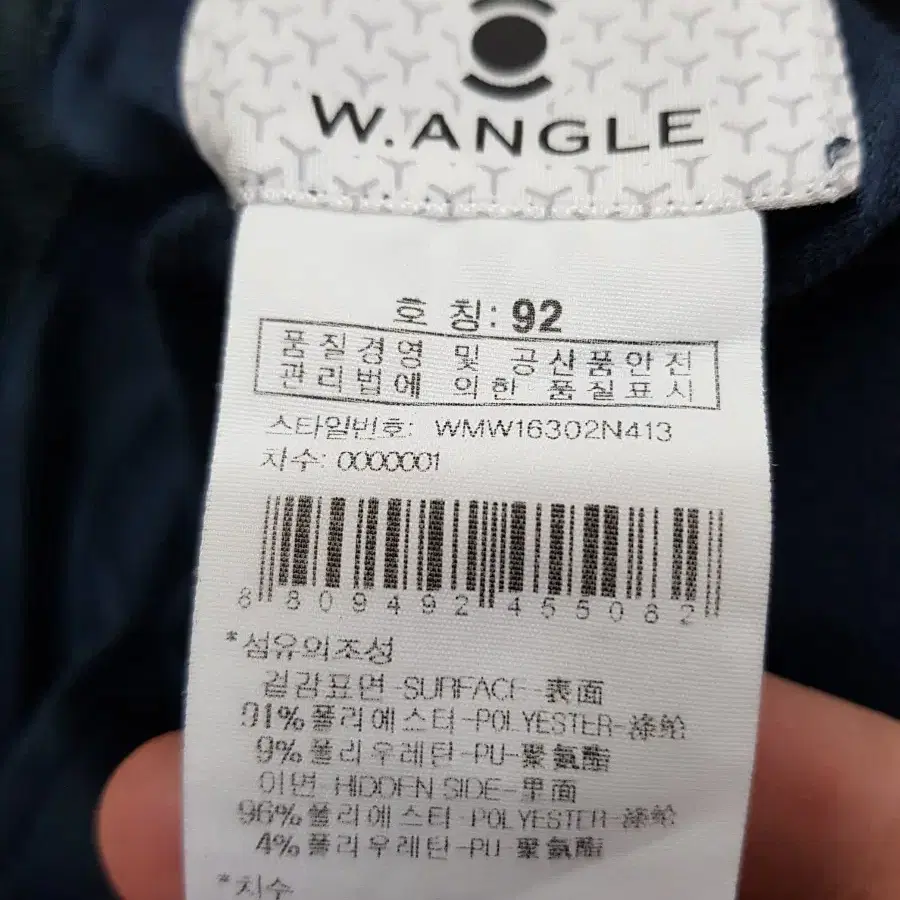 W.ANGLE
호 칭: 92
품질경영 및 공산품안전
관리법에 의한 품질표시
스타일번호: WMW16302N413
차수: 0000001
8 809492 455082
*섬유의조성
겉감표면-SURFACE-表面
91% 폴리에스터-POLYESTER-涤纶
9% 폴리우레탄-PU-聚氨酯
이면-HIDDEN SIDE-里面
96% 폴리에스터-POLYESTER-涤纶
4% 폴리우레탄-PU-聚氨酯
*치수